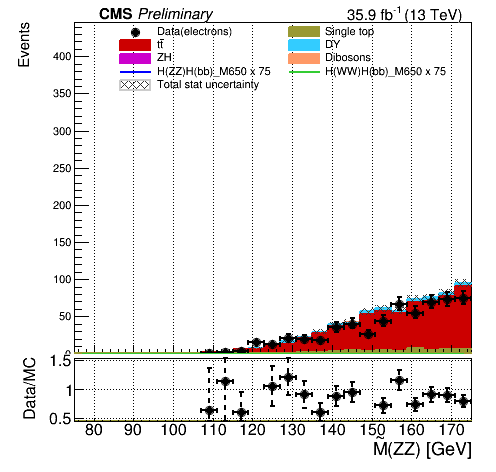 CMS Preliminary 35.9 fb⁻¹ (13 TeV)
Events
Data(electrons) Single top
tt̄ DY
ZH Dibosons
H(ZZ)H(bb)_M650 x 75 H(WW)H(bb)_M650 x 75
Total stat uncertainty
400
350
300
250
200
150
100
50
0
Data/MC
1.5
1
0.5
80 90 100 110 120 130 140 150 160 170
M̃(ZZ) [GeV]